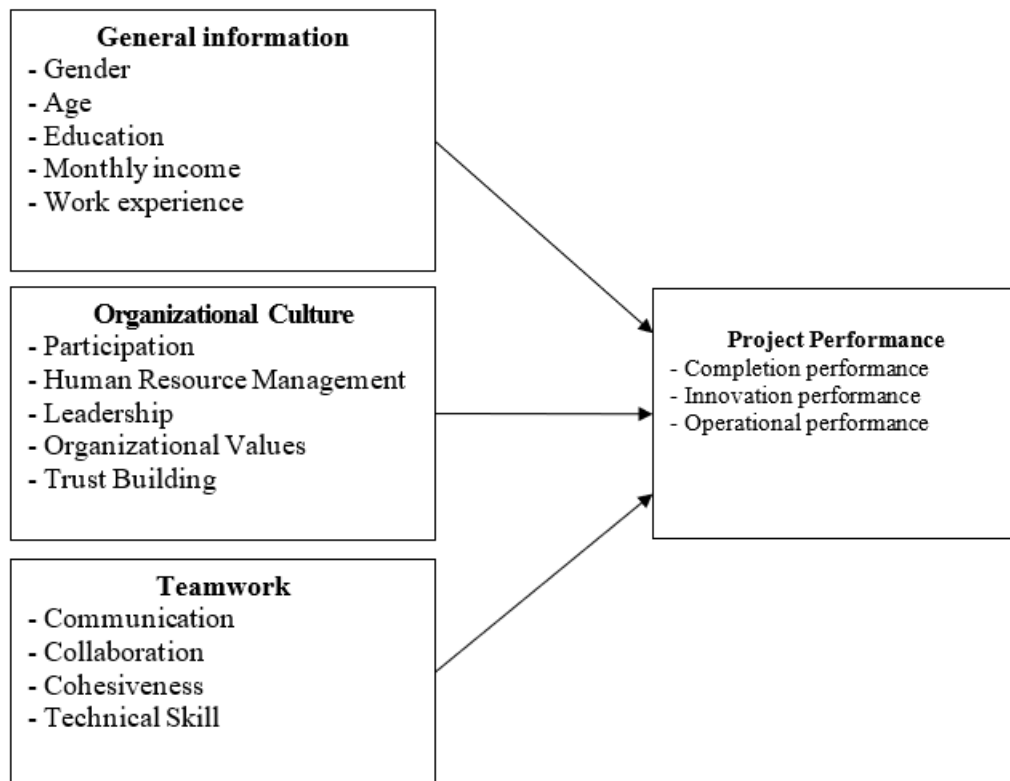 General information
- Gender
- Age
- Education
- Monthly income
- Work experience
Organizational Culture
- Participation
- Human Resource Management
- Leadership
- Organizational Values
- Trust Building
Teamwork
- Communication
- Collaboration
- Cohesiveness
- Technical Skill
Project Performance
- Completion performance
- Innovation performance
- Operational performance